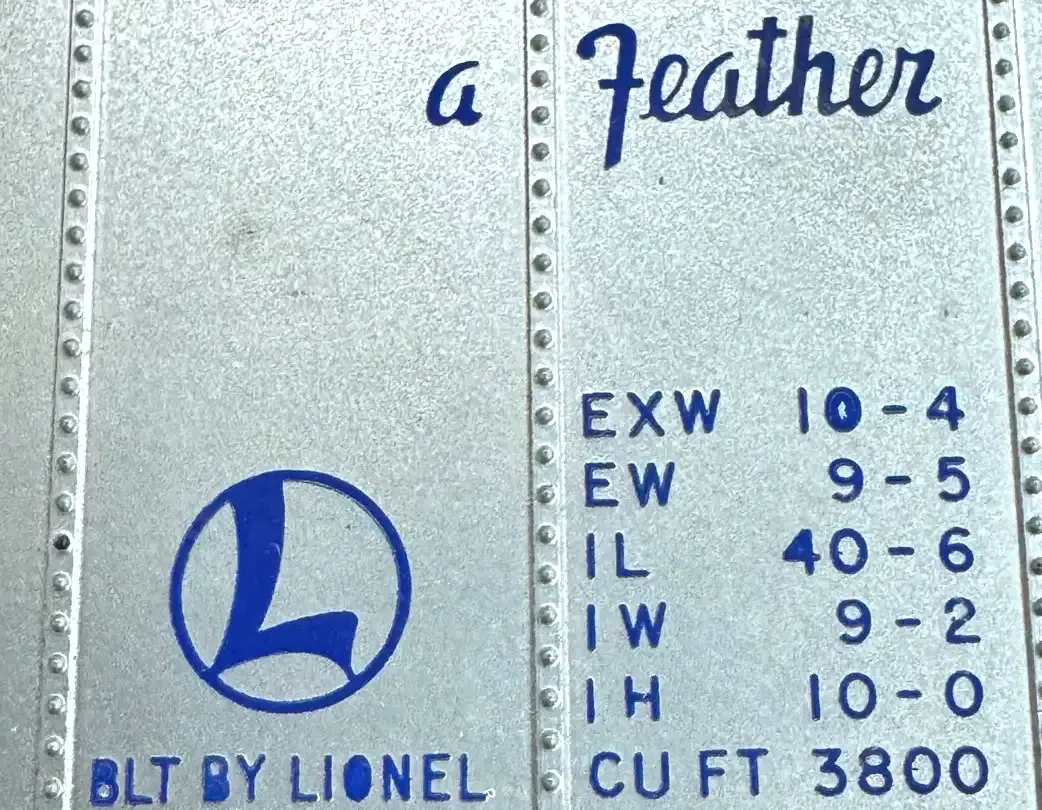 a Feather
EXW 10-4
EW 9-5
IL 40-6
IW 9-2
IH 10-0
CU FT 3800
L
BLT BY LIONEL